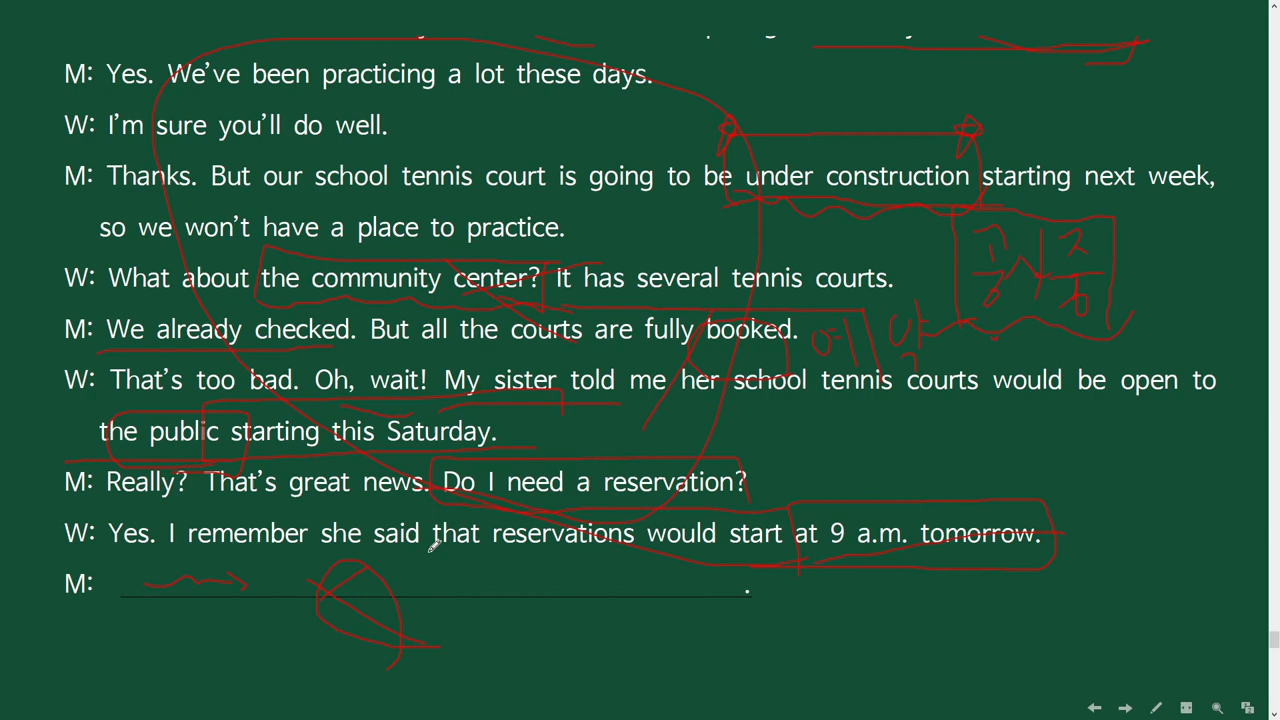 M: Yes. We've been practicing a lot these days.
W: I'm sure you'll do well.
M: Thanks. But our school tennis court is going to be under construction starting next week,
so we won't have a place to practice.
W: What about the community center? It has several tennis courts.
M: We already checked. But all the courts are fully booked.
W: That's too bad. Oh, wait! My sister told me her school tennis courts would be open to
the public starting this Saturday.
M: Really? That's great news. Do I need a reservation?
W: Yes. I remember she said that reservations would start at 9 a.m. tomorrow.
M: .